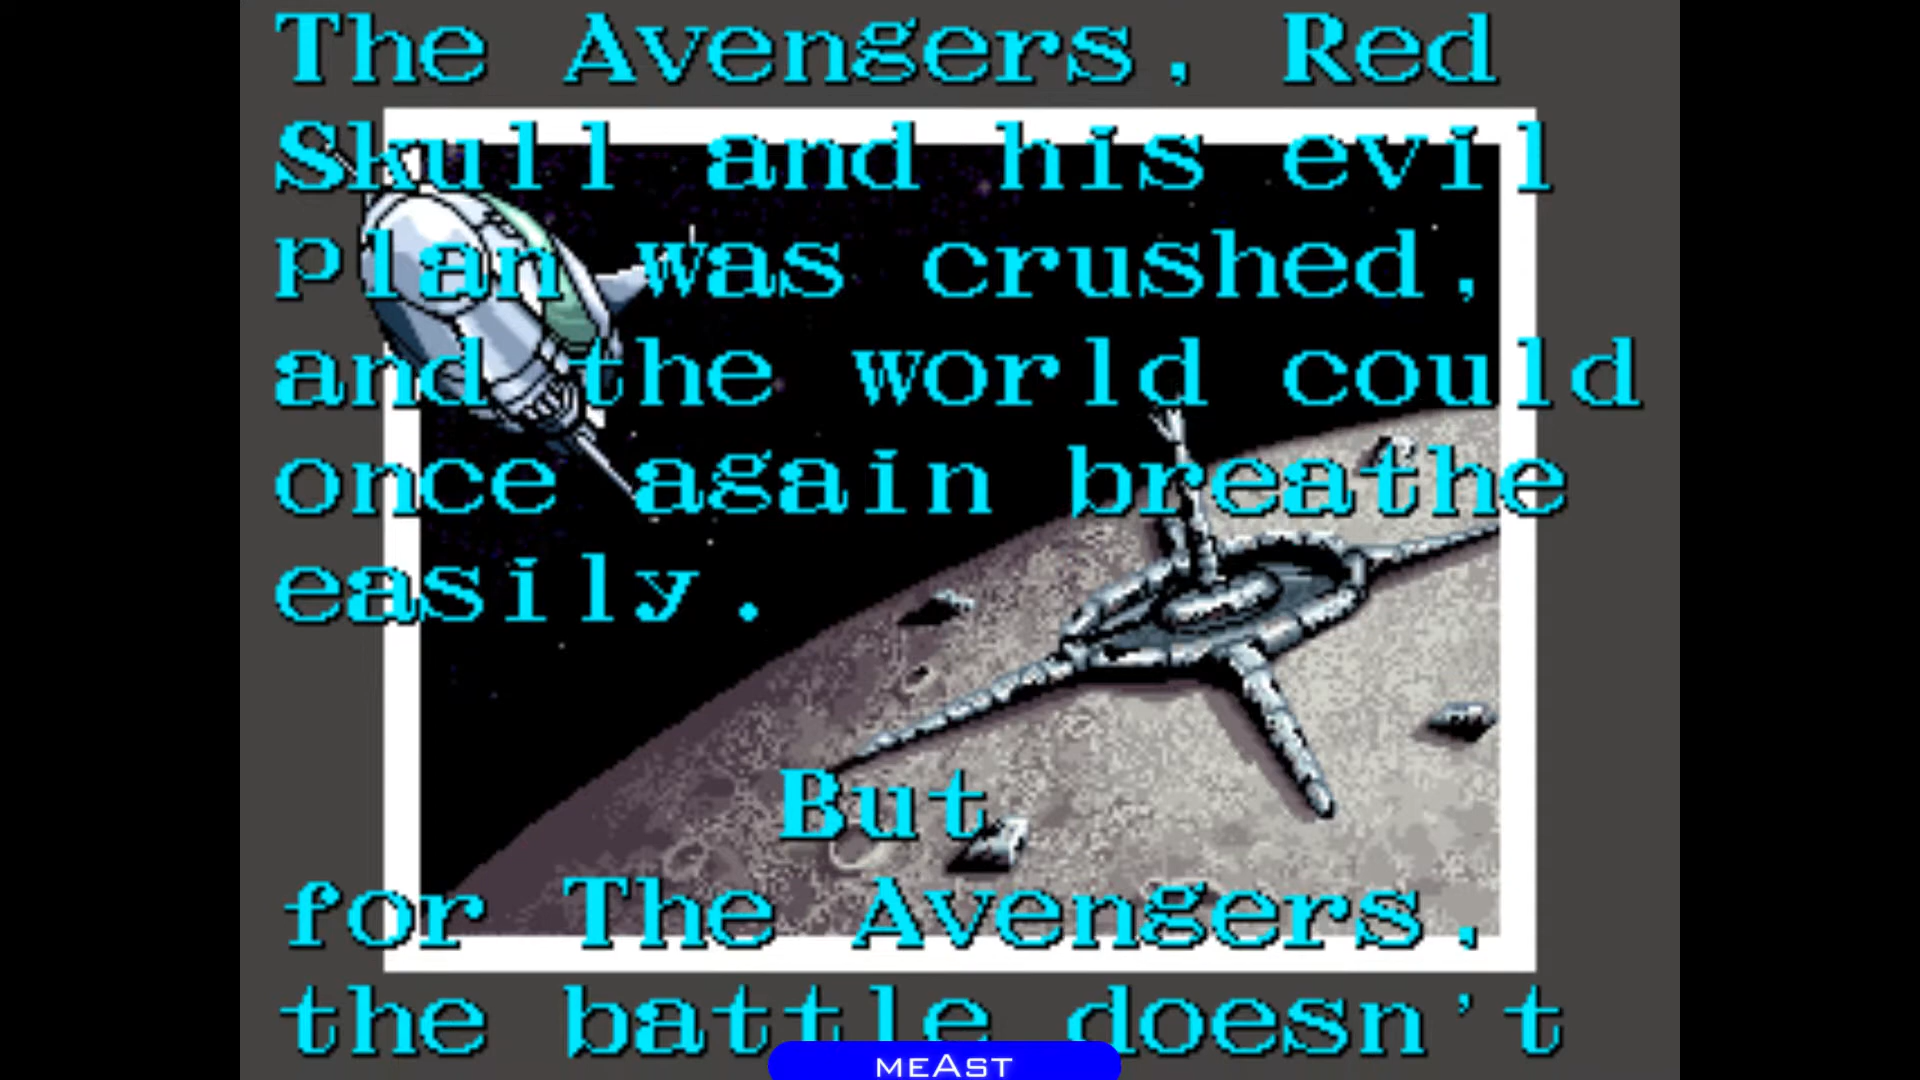 The Avengers, Red
Skull and his evil
plan was crushed,
and the world could
once again breathe
easily.
But
for The Avengers,
the battle doesn't
MEAST